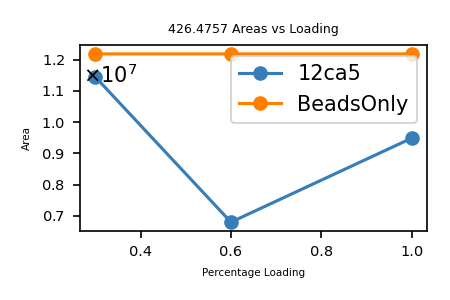 426.4757 Areas vs Loading
×10⁷
12ca5
BeadsOnly
Area
1.2
1.1
1.0
0.9
0.8
0.7
0.4 0.6 0.8 1.0
Percentage Loading